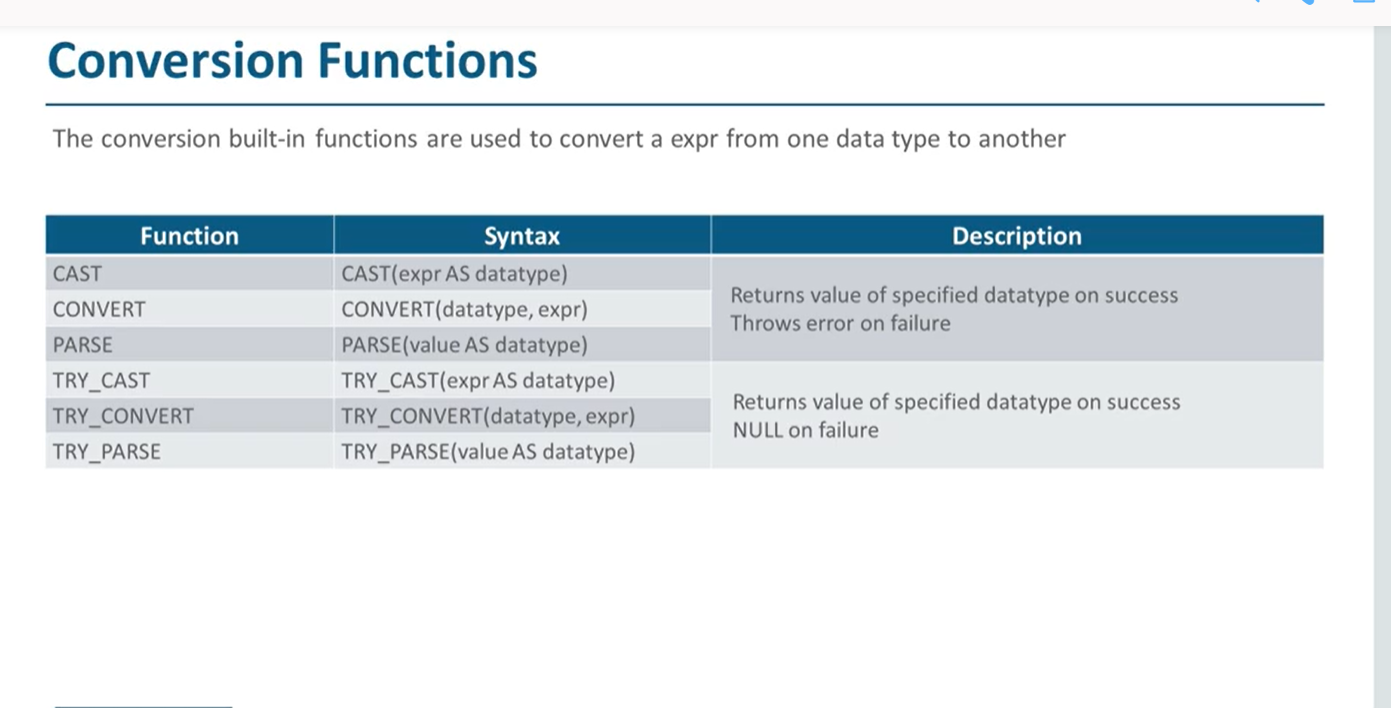 Conversion Functions
The conversion built-in functions are used to convert a expr from one data type to another
Function Syntax Description
CAST CAST(expr AS datatype)
CONVERT CONVERT(datatype, expr)
PARSE PARSE(value AS datatype)
Returns value of specified datatype on success
Throws error on failure
TRY_CAST TRY_CAST(expr AS datatype)
TRY_CONVERT TRY_CONVERT(datatype, expr)
TRY_PARSE TRY_PARSE(value AS datatype)
Returns value of specified datatype on success
NULL on failure